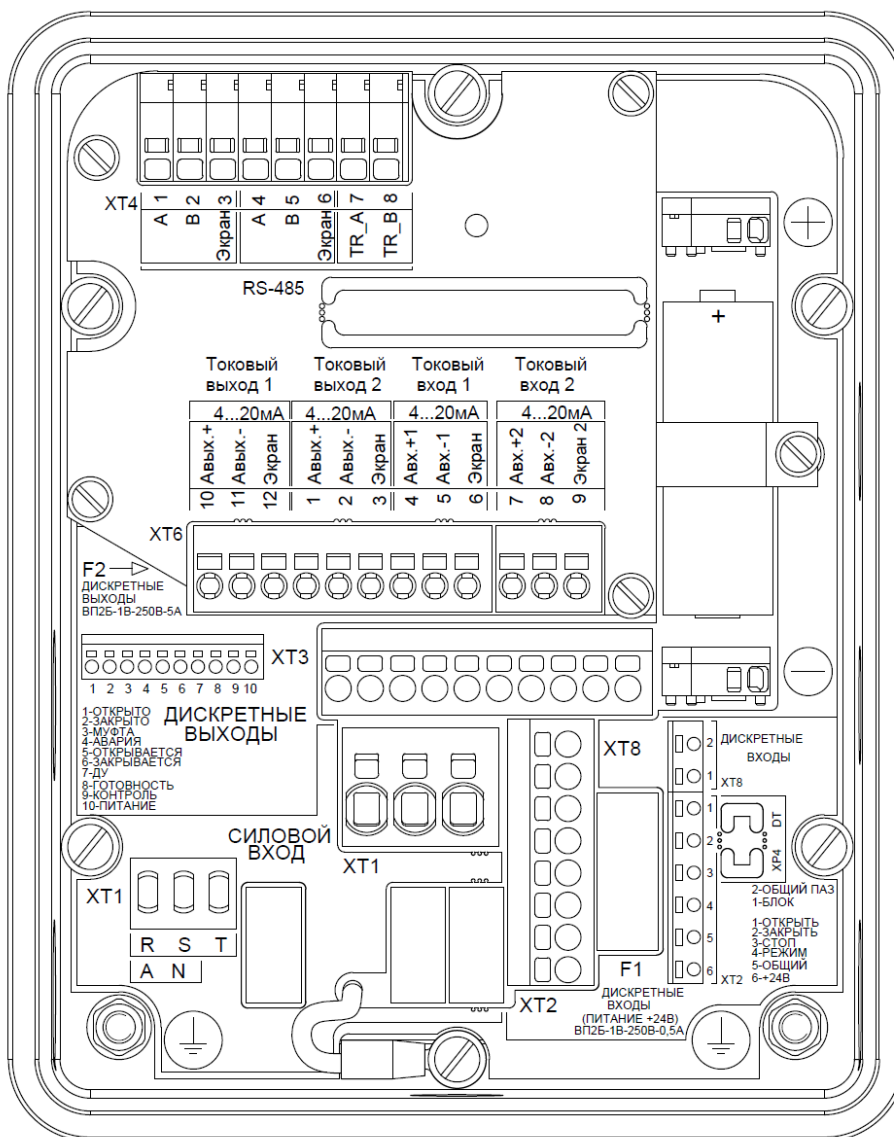 XT4
1 2 3 4 5 6 7 8
A B Экран A B Экран TR_A TR_B
RS-485
+
Токовый Токовый Токовый Токовый
выход 1 выход 2 вход 1 вход 2
4...20мА 4...20мА 4...20мА 4...20мА
Авых.+ Авых.- Экран Авых.+ Авых.- Экран Авх.+1 Авх.-1 Экран Авх.+2 Авх.-2 Экран 2
10 11 12 1 2 3 4 5 6 7 8 9
XT6
F2
ДИСКРЕТНЫЕ
ВЫХОДЫ
ВП2Б-1В-250В-5А
XT3
1 2 3 4 5 6 7 8 9 10
1-ОТКРЫТО
2-ЗАКРЫТО
3-МУФТА
4-АВАРИЯ
5-ОТКРЫВАЕТСЯ
6-ЗАКРЫВАЕТСЯ
7-ДУ
8-ГОТОВНОСТЬ
9-КОНТРОЛЬ
10-ПИТАНИЕ
ДИСКРЕТНЫЕ
ВЫХОДЫ
XT8
2
1
ДИСКРЕТНЫЕ
ВХОДЫ
XT8
1
2
3
4
5
6
DT
XP4
2-ОБЩИЙ ПАЗ
1-БЛОК
1-ОТКРЫТЬ
2-ЗАКРЫТЬ
3-СТОП
4-РЕЖИМ
5-ОБЩИЙ
6-+24В
XT2
СИЛОВОЙ
ВХОД
XT1
XT1
R S T
A N
XT2
F1
ДИСКРЕТНЫЕ
ВХОДЫ
(ПИТАНИЕ +24В)
ВП2Б-1В-250В-0,5А